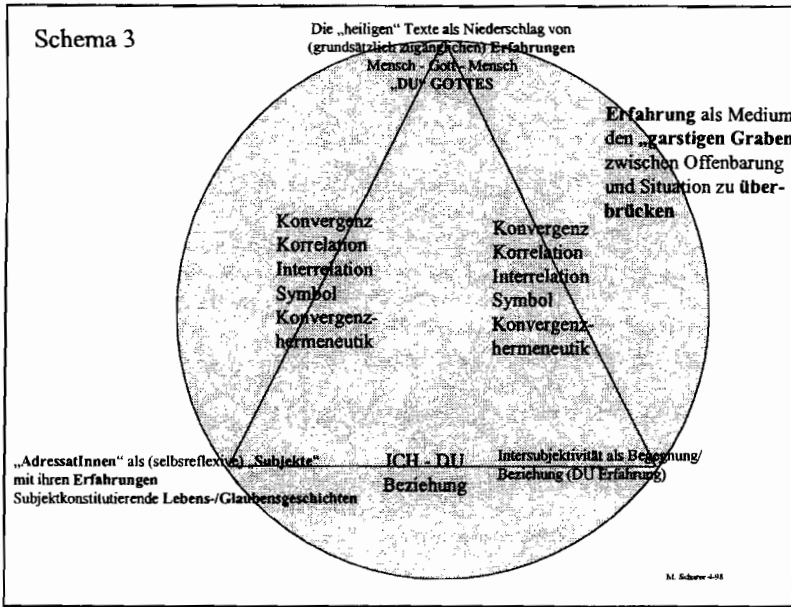 Schema 3
Die „heiligen“ Texte als Niederschlag von
(grundsätzlich zugänglichen) Erfahrungen
Mensch - Gott - Mensch
„DU“ GOTTES
Erfahrung als Medium
den „garstigen Graben
zwischen Offenbarung
und Situation zu über-
brücken
Konvergenz
Korrelation
Interrelation
Symbol
Konvergenz-
hermeneutik
Konvergenz
Korrelation
Interrelation
Symbol
Konvergenz-
hermeneutik
„AdressatInnen“ als (selbsreflexive) „Subjekte“
mit ihren Erfahrungen
Subjektkonstitutierende Lebens-/Glaubensgeschichten
ICH - DU
Beziehung
Intersubjektivität als Begegnung/
Beziehung (DU Erfahrung)
M. Scharer 4-98